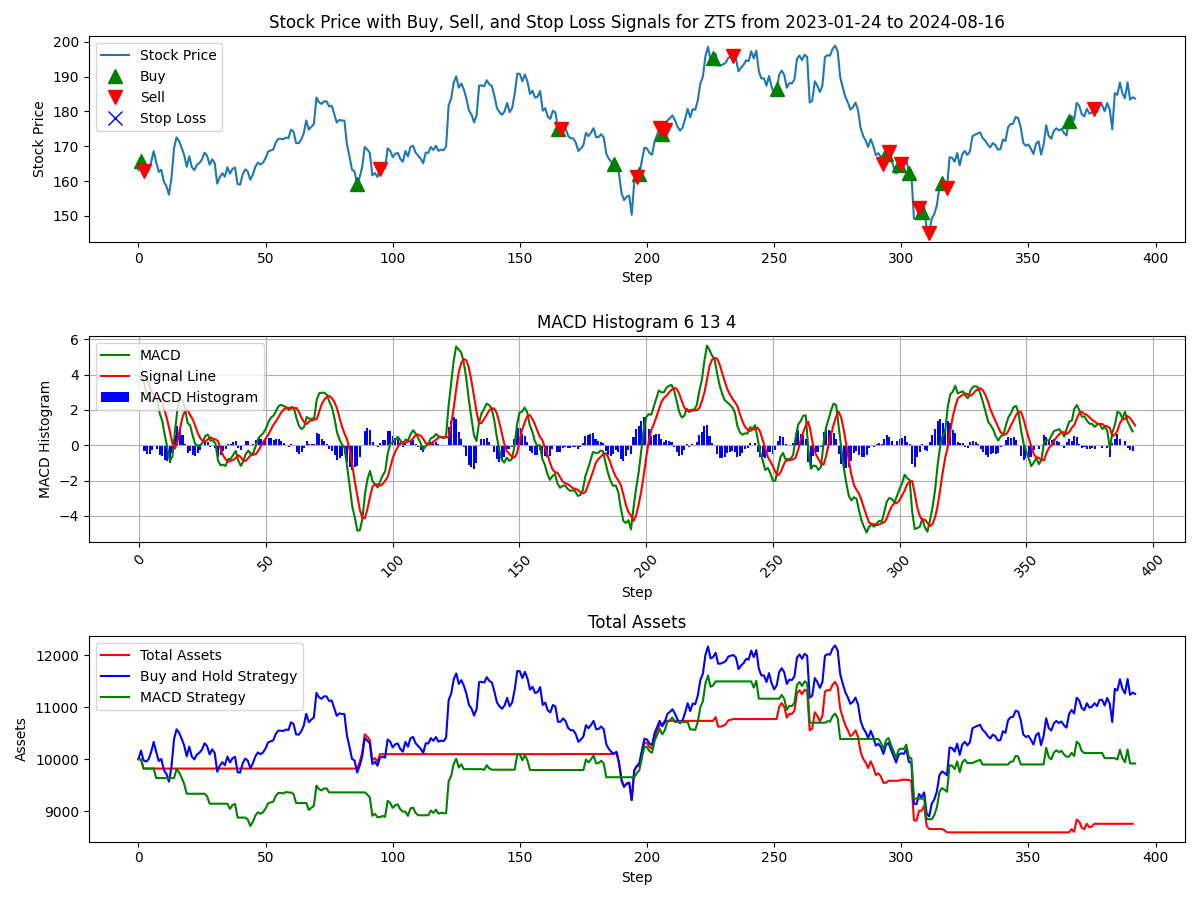 Stock Price with Buy, Sell, and Stop Loss Signals for ZTS from 2023-01-24 to 2024-08-16
Stock Price
200
190
180
170
160
150
Stock Price
Buy
Sell
Stop Loss
0 50 100 150 200 250 300 350 400
Step
MACD Histogram 6 13 4
MACD Histogram
6
4
2
0
−2
−4
MACD
Signal Line
MACD Histogram
0 50 100 150 200 250 300 350 400
Step
Total Assets
Assets
12000
11000
10000
9000
Total Assets
Buy and Hold Strategy
MACD Strategy
0 50 100 150 200 250 300 350 400
Step